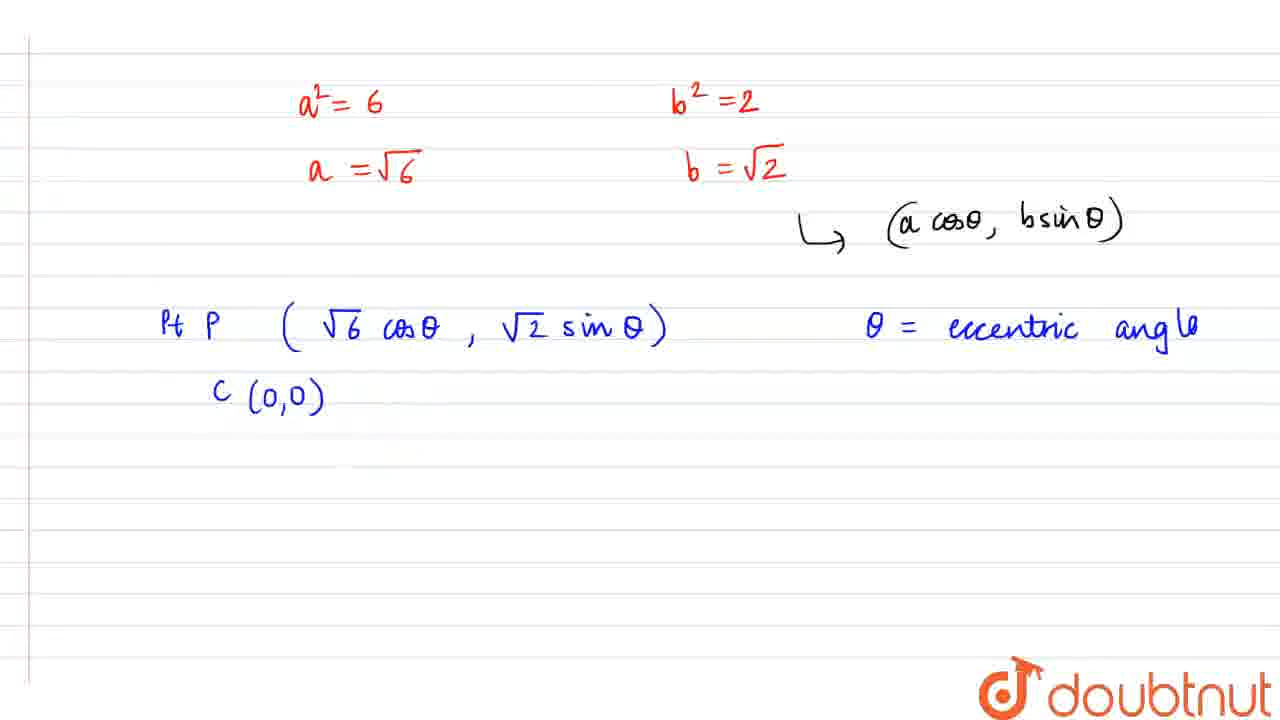 a² = 6 b² = 2
a = √6 b = √2
(a cosθ, b sinθ)
Pt P (√6 cosθ, √2 sinθ) θ = eccentric angle
C (0,0)
doubtnut